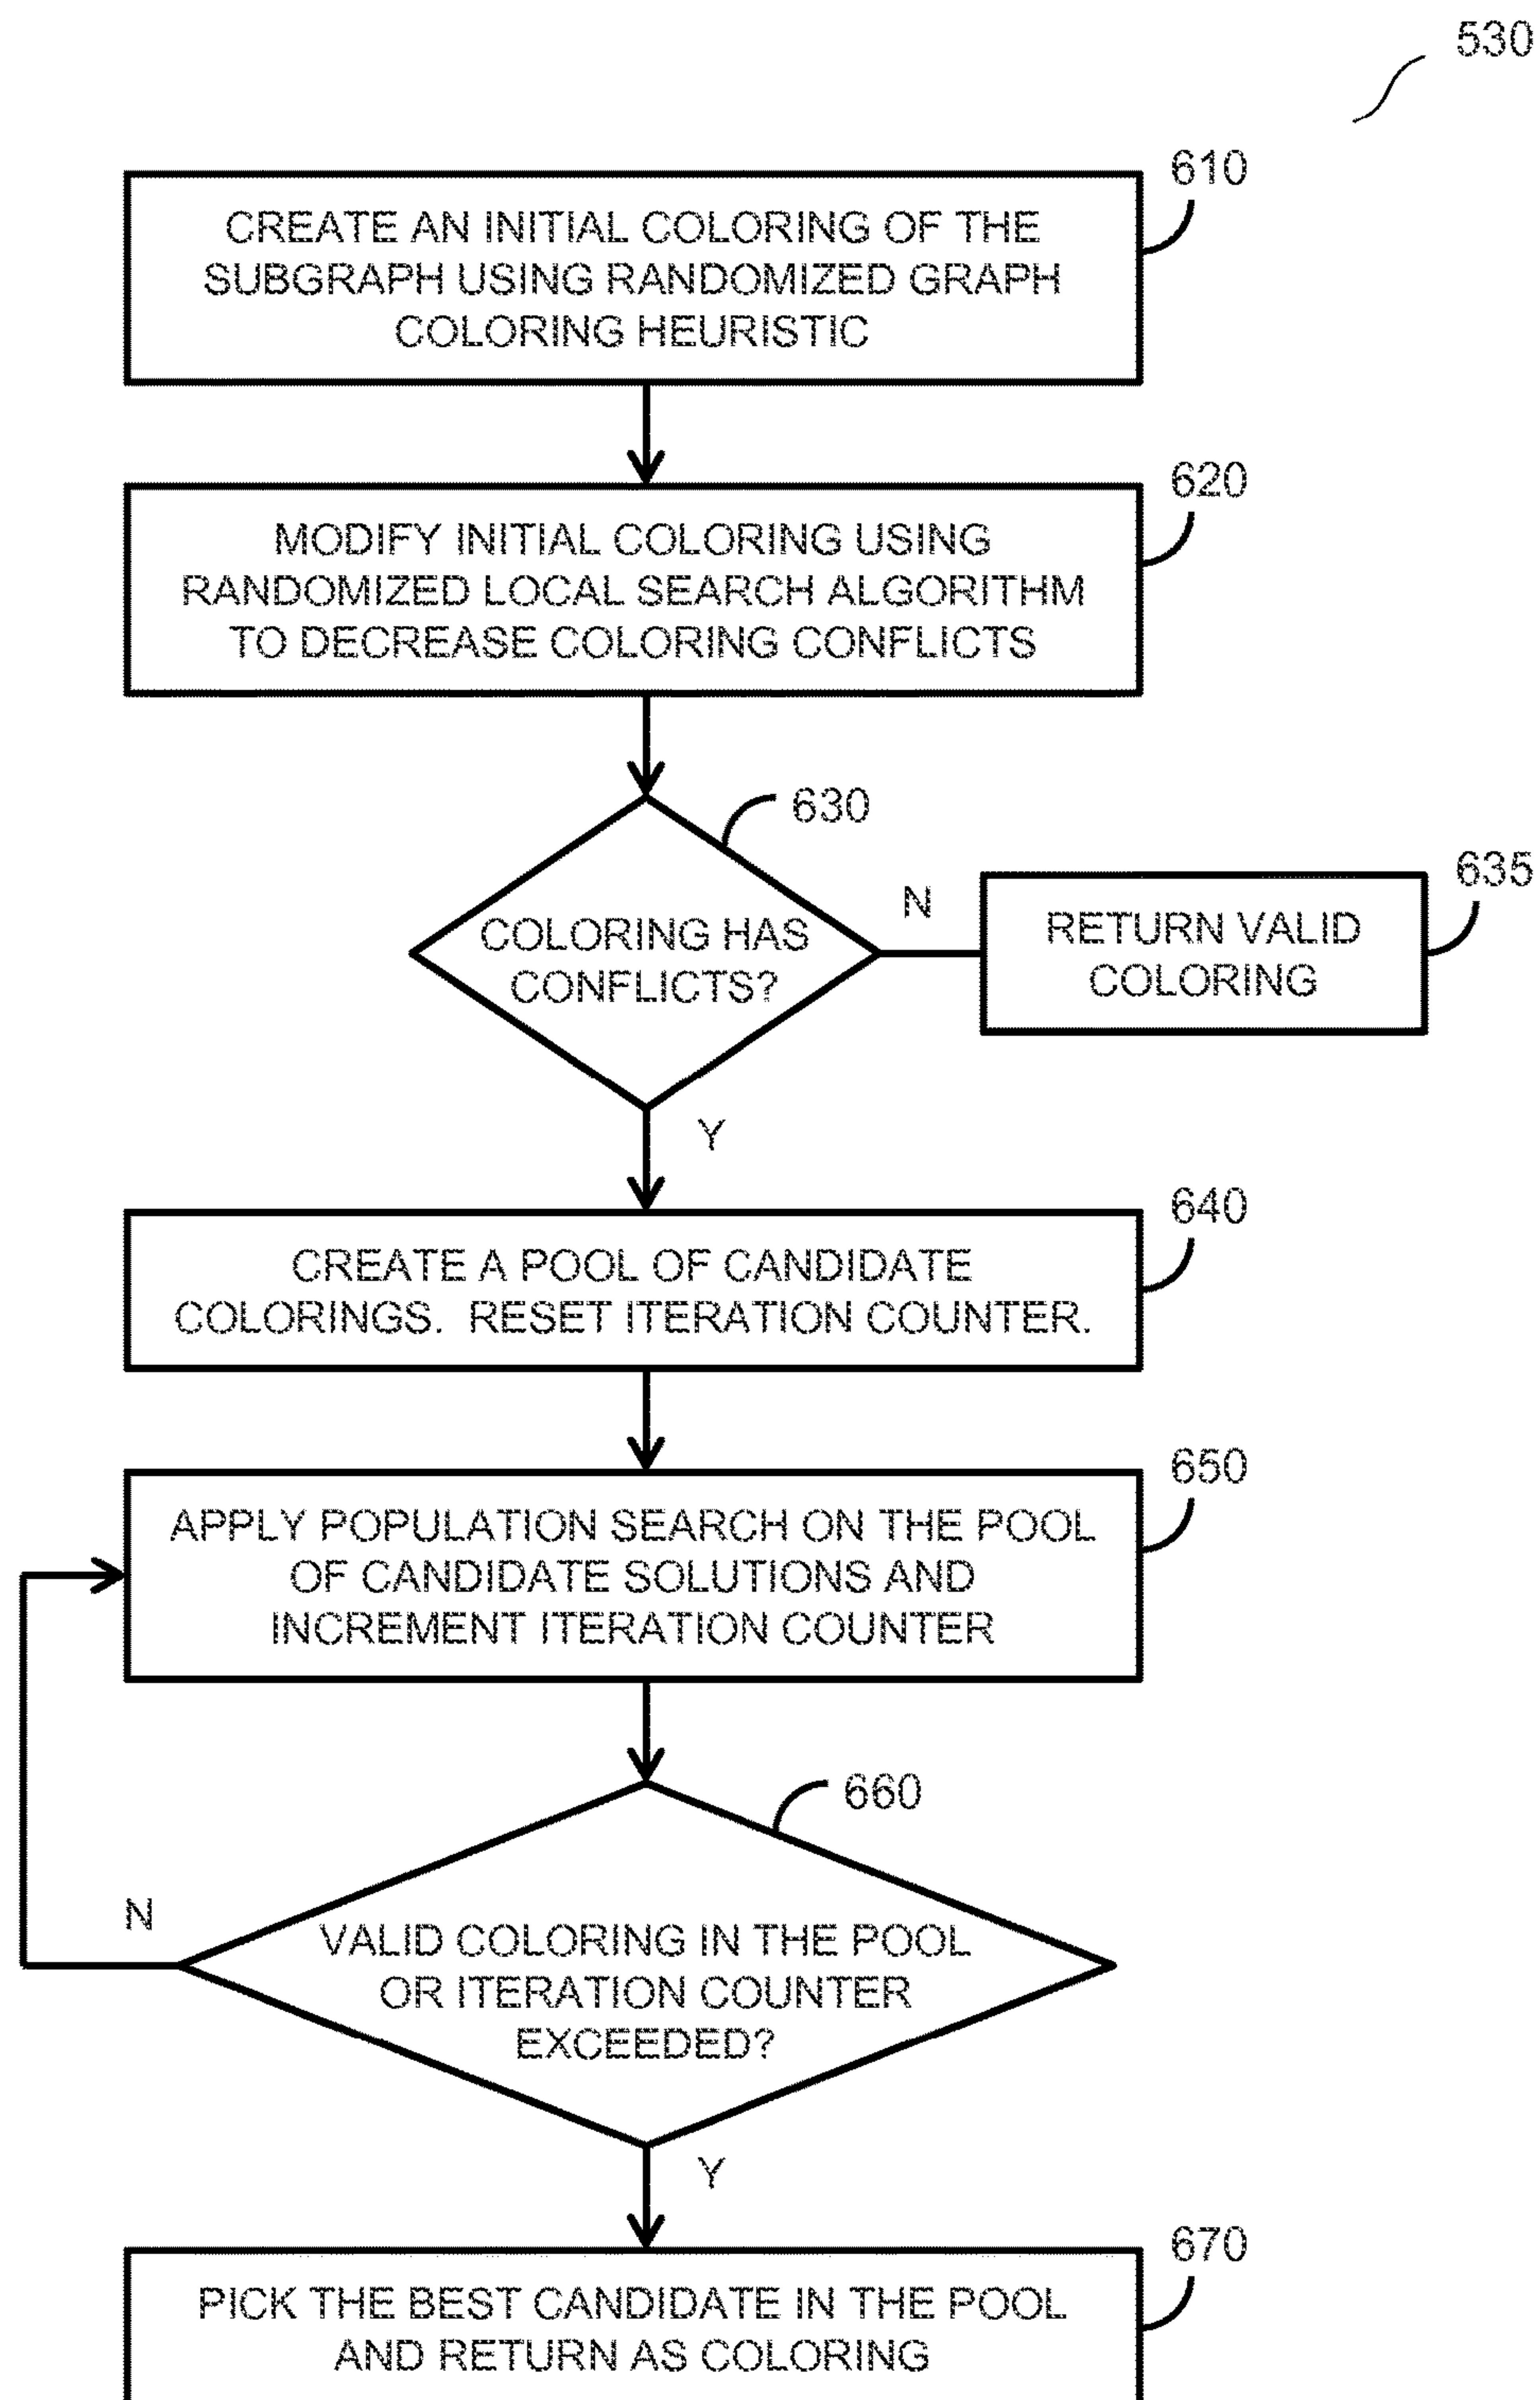 530
610
CREATE AN INITIAL COLORING OF THE
SUBGRAPH USING RANDOMIZED GRAPH
COLORING HEURISTIC
620
MODIFY INITIAL COLORING USING
RANDOMIZED LOCAL SEARCH ALGORITHM
TO DECREASE COLORING CONFLICTS
630
COLORING HAS
CONFLICTS?
N
635
RETURN VALID
COLORING
Y
640
CREATE A POOL OF CANDIDATE
COLORINGS. RESET ITERATION COUNTER.
650
APPLY POPULATION SEARCH ON THE POOL
OF CANDIDATE SOLUTIONS AND
INCREMENT ITERATION COUNTER
660
N
VALID COLORING IN THE POOL
OR ITERATION COUNTER
EXCEEDED?
Y
670
PICK THE BEST CANDIDATE IN THE POOL
AND RETURN AS COLORING